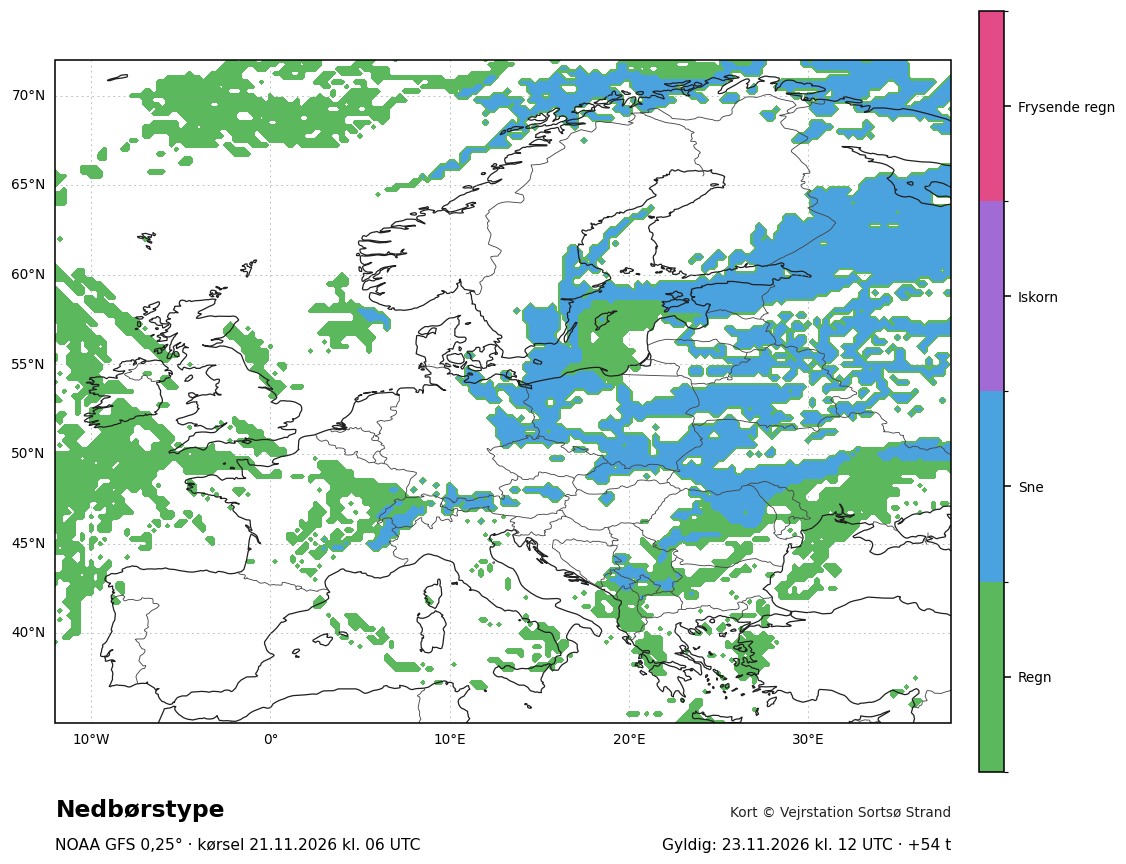 70°N
65°N
60°N
55°N
50°N
45°N
40°N
10°W
0°
10°E
20°E
30°E
Frysende regn
Iskorn
Sne
Regn
Nedbørstype
Kort © Vejrstation Sortsø Strand
NOAA GFS 0,25° · kørsel 21.11.2026 kl. 06 UTC
Gyldig: 23.11.2026 kl. 12 UTC · +54 t